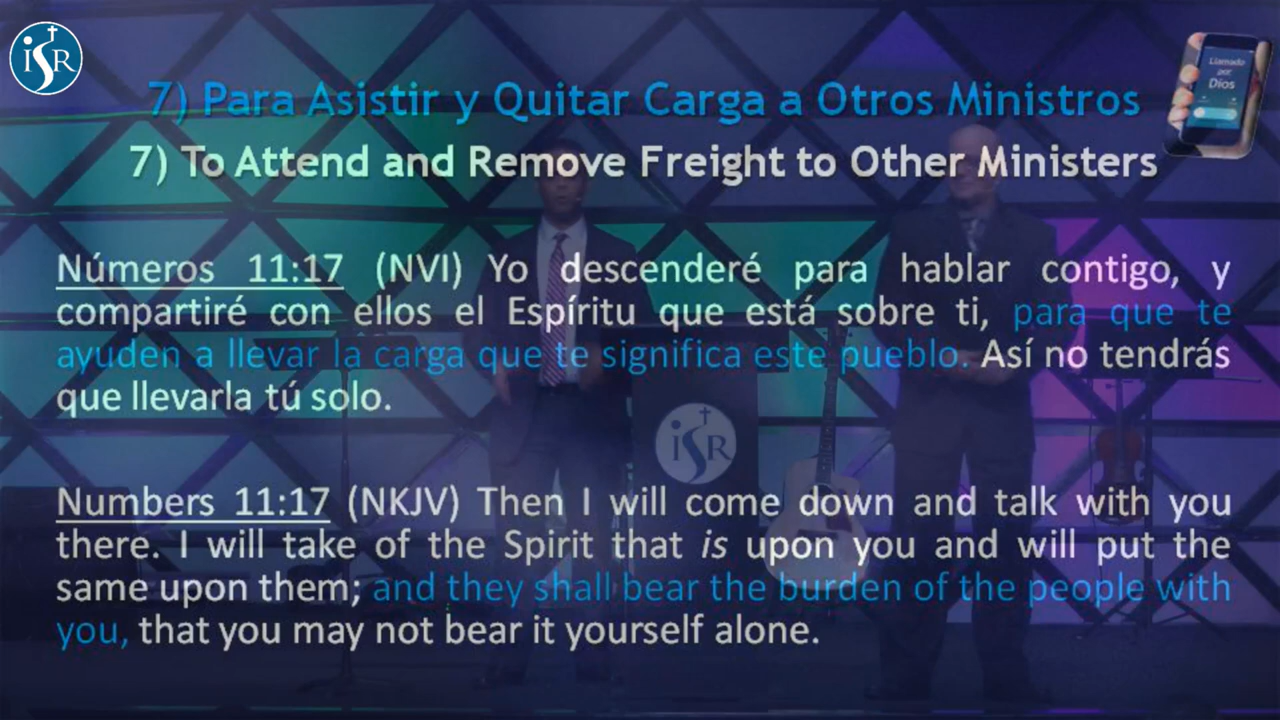 iSR
Llamado
por
Dios
7) Para Asistir y Quitar Carga a Otros Ministros
7) To Attend and Remove Freight to Other Ministers
Números 11:17 (NVI) Yo descenderé para hablar contigo, y
compartiré con ellos el Espíritu que está sobre ti, para que te
ayuden a llevar la carga que te significa este pueblo. Así no tendrás
que llevarla tú solo.
iSR
Numbers 11:17 (NKJV) Then I will come down and talk with you
there. I will take of the Spirit that is upon you and will put the
same upon them; and they shall bear the burden of the people with
you, that you may not bear it yourself alone.